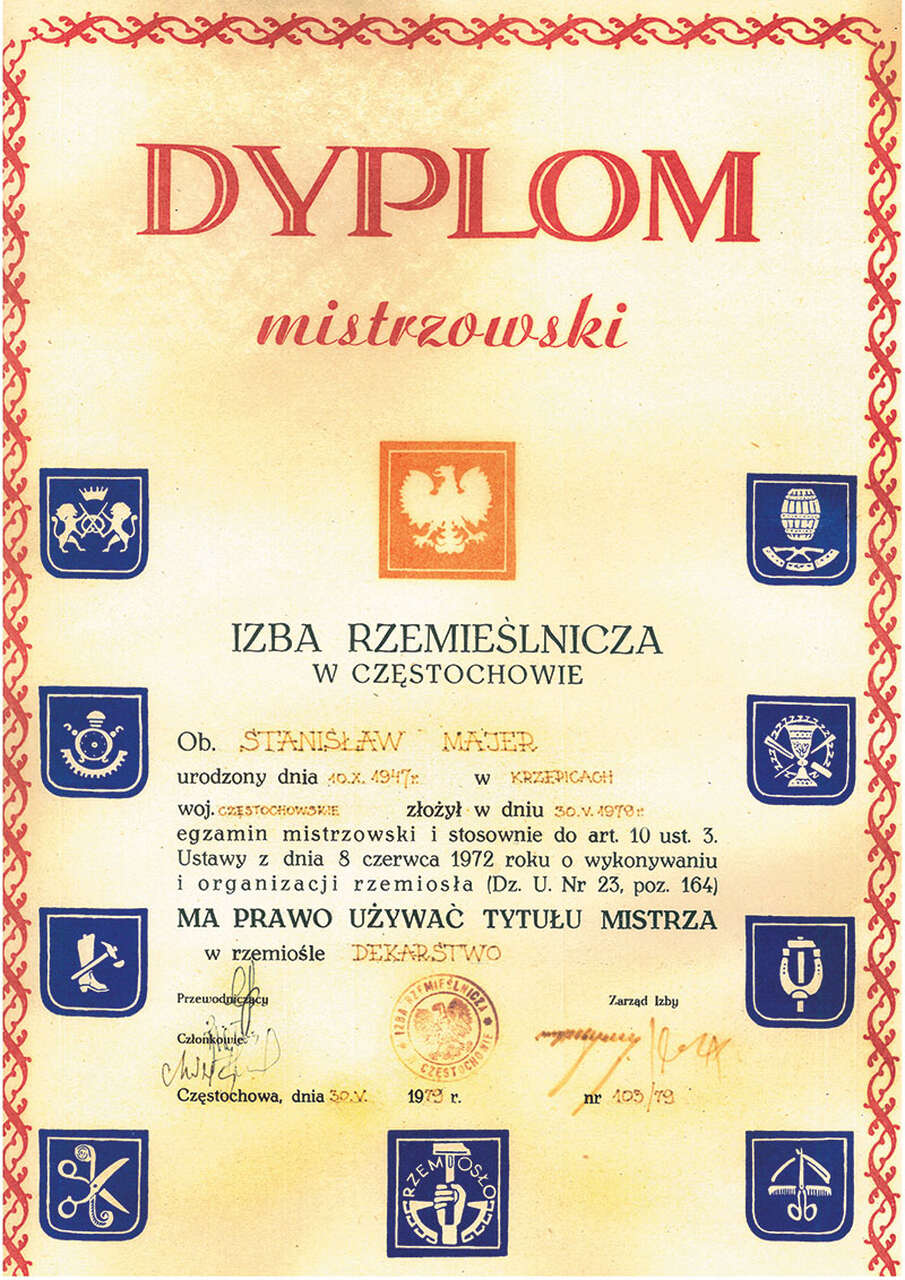 DYPLOM
mistrzowski
IZBA RZEMIEŚLNICZA
W CZĘSTOCHOWIE
Ob. STANISŁAW MAJER
urodzony dnia 10.X.1947r. w KRZEPICACH
woj. CZĘSTOCHOWSKIE złożył w dniu 30.V.1979r.
egzamin mistrzowski i stosownie do art. 10 ust. 3.
Ustawy z dnia 8 czerwca 1972 roku o wykonywaniu
i organizacji rzemiosła (Dz. U. Nr 23, poz. 164)
MA PRAWO UŻYWAĆ TYTUŁU MISTRZA
w rzemiośle DEKARSTWO
Przewodniczący
Zarząd Izby
IZBA RZEMIEŚLNICZA
CZĘSTOCHOWIE
Członkowie:
Częstochowa, dnia 30.V. 1979 r. nr 103/79
RZEMIOSŁO